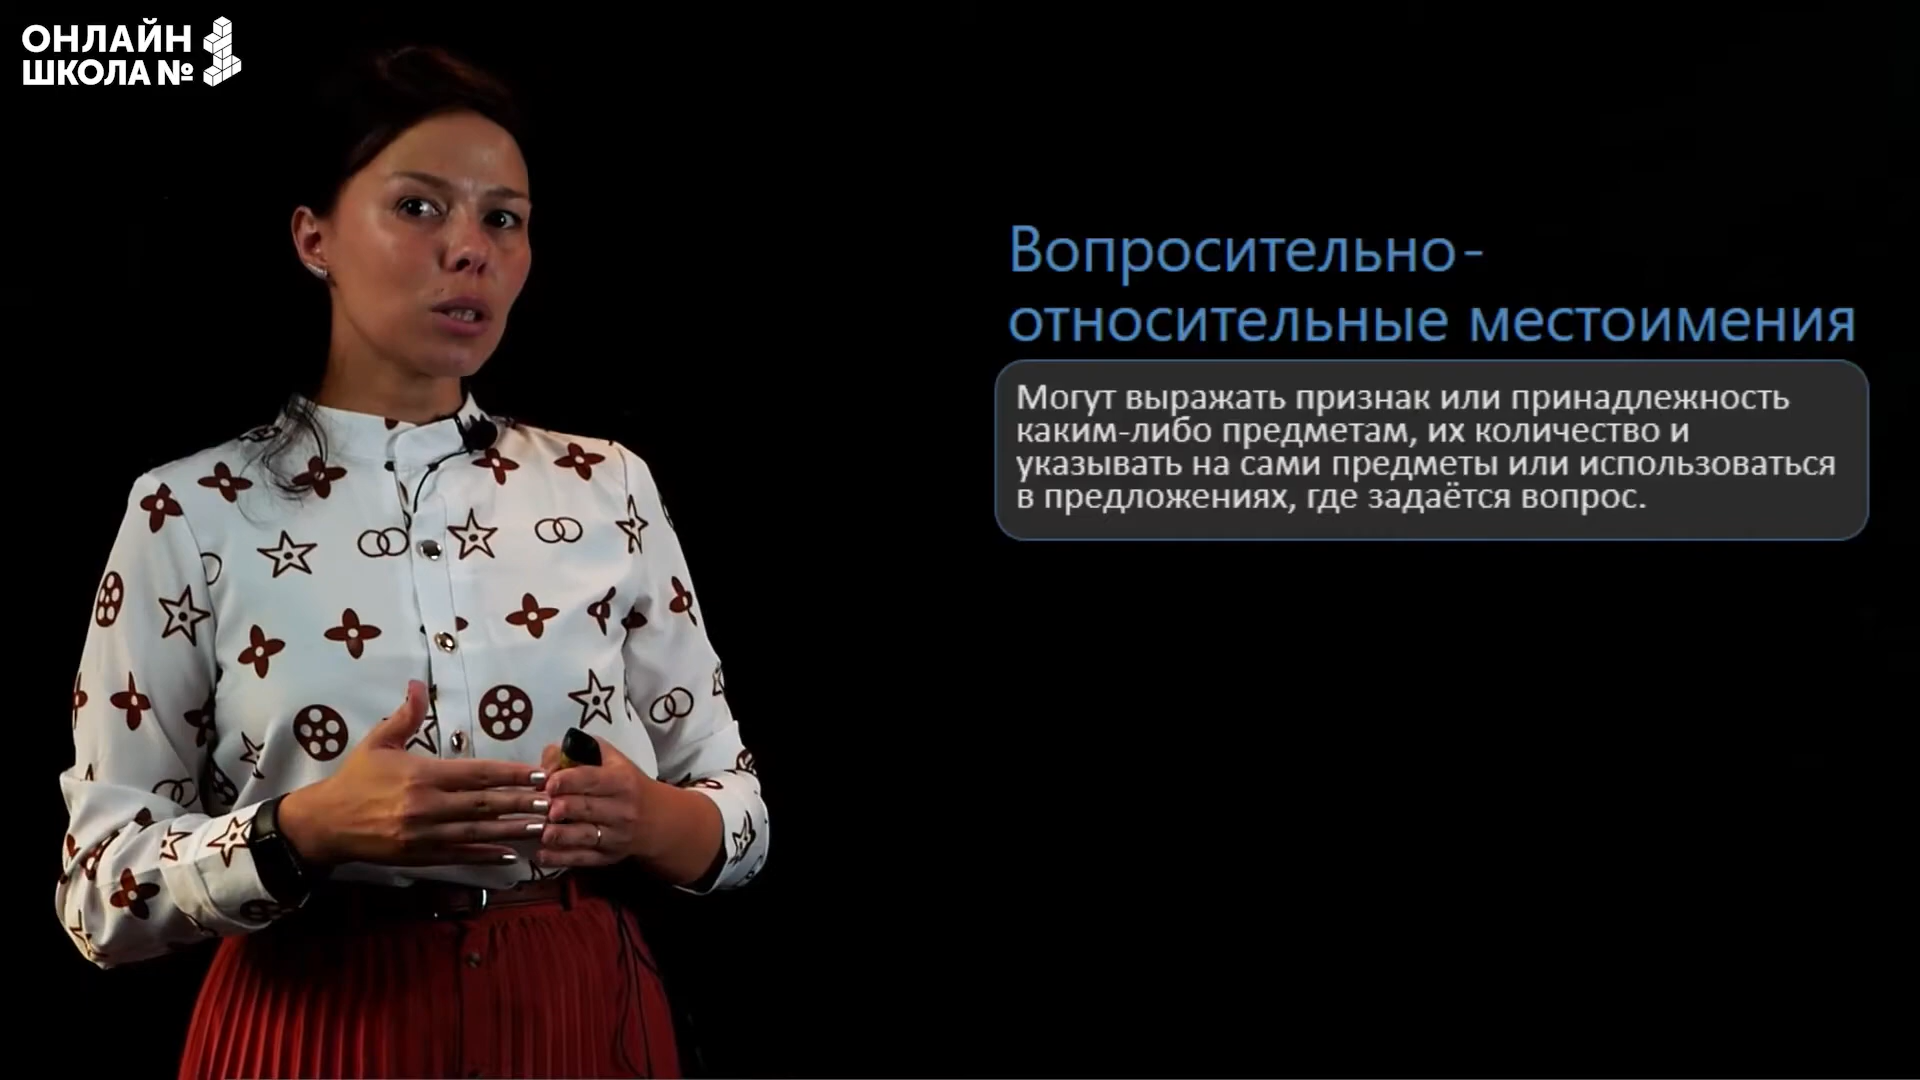 ОНЛАЙН
ШКОЛА №
Вопросительно-
относительные местоимения
Могут выражать признак или принадлежность
каким-либо предметам, их количество и
указывать на сами предметы или использоваться
в предложениях, где задаётся вопрос.